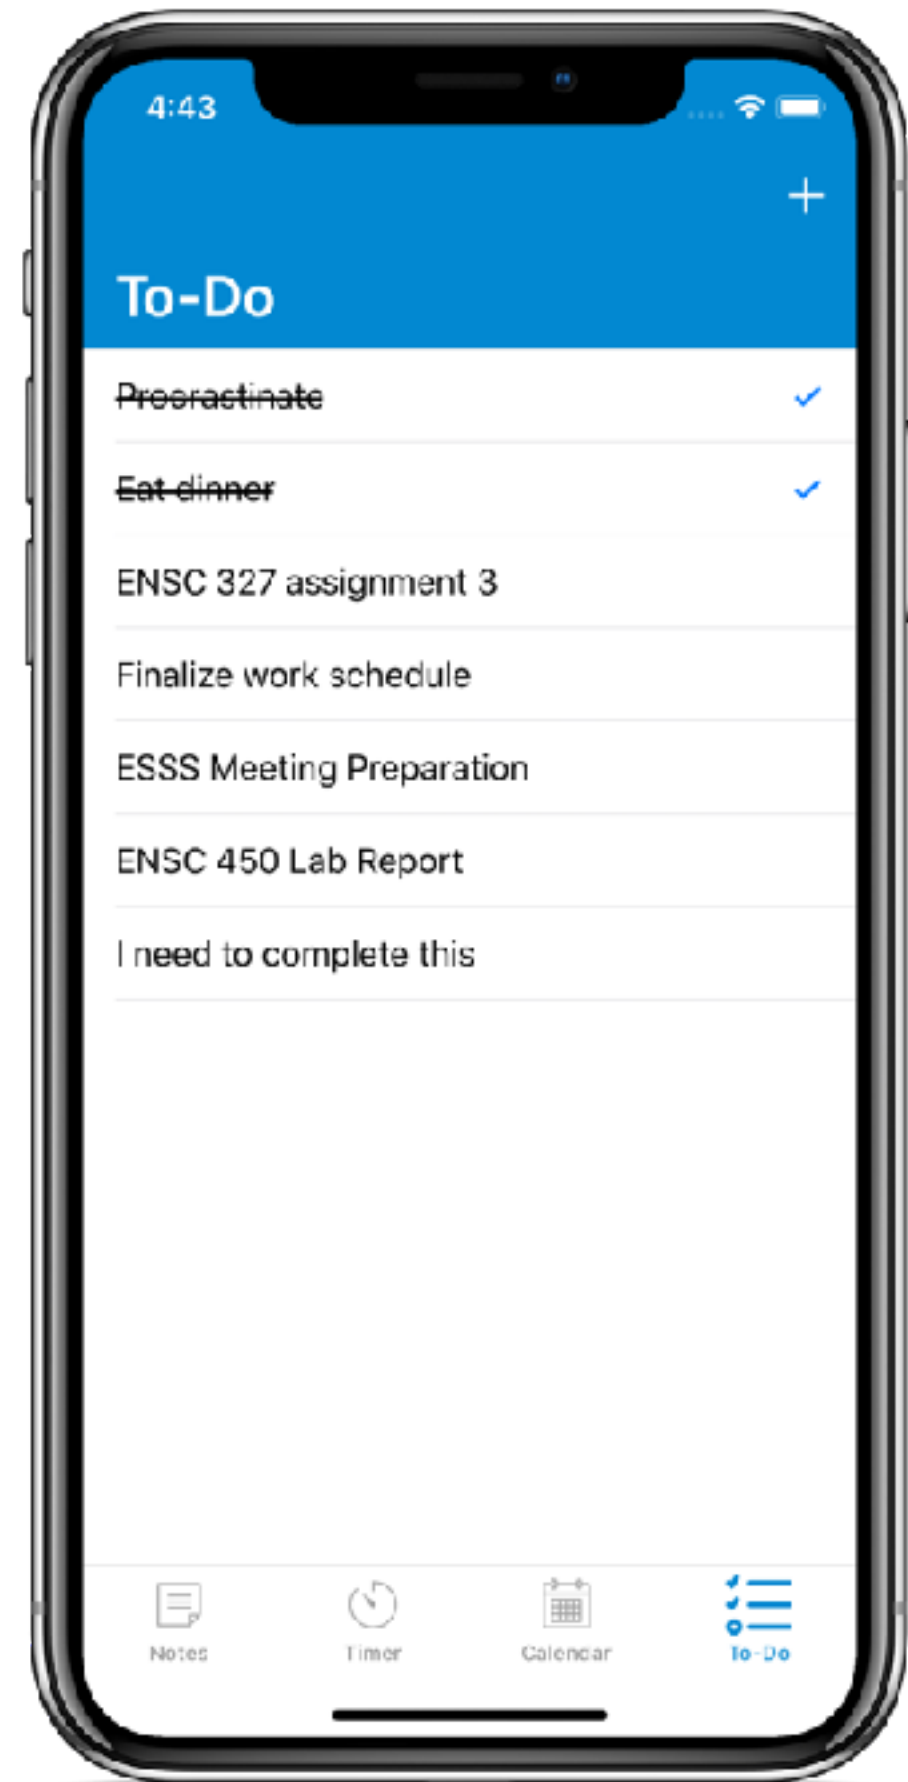 4:43
To-Do
Procrastinate
Eat dinner
ENSC 327 assignment 3
Finalize work schedule
ESSS Meeting Preparation
ENSC 450 Lab Report
I need to complete this
Notes
Timer
Calendar
To-Do